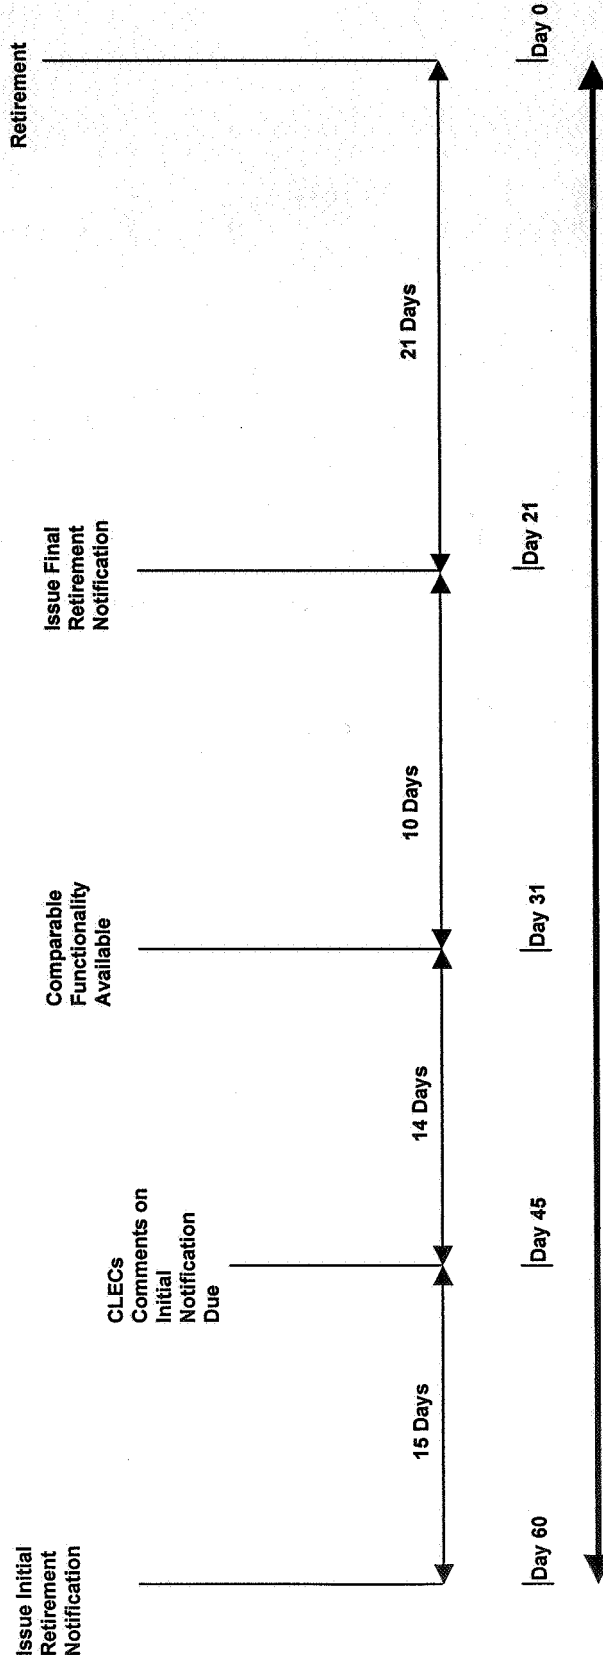 Issue Initial
Retirement
Notification
CLECs
Comments on
Initial
Notification
Due
Comparable
Functionality
Available
Issue Final
Retirement
Notification
Retirement
15 Days
14 Days
10 Days
21 Days
Day 60
Day 45
Day 31
Day 21
Day 0